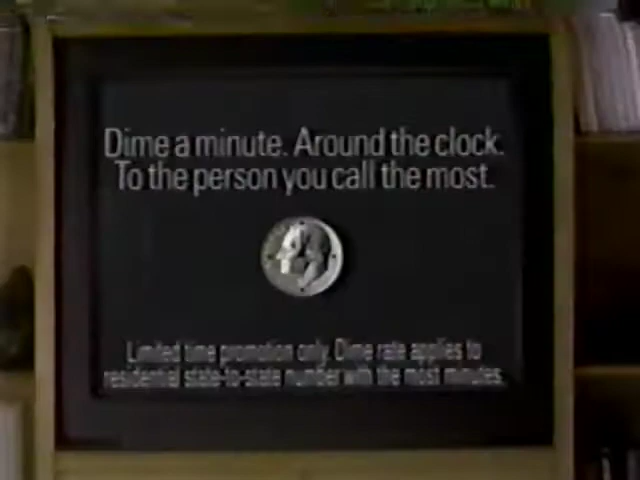 Dime a minute. Around the clock.
To the person you call the most.
Limited time promotion only. Dime rate applies to
residential state-to-state number with the most minutes.